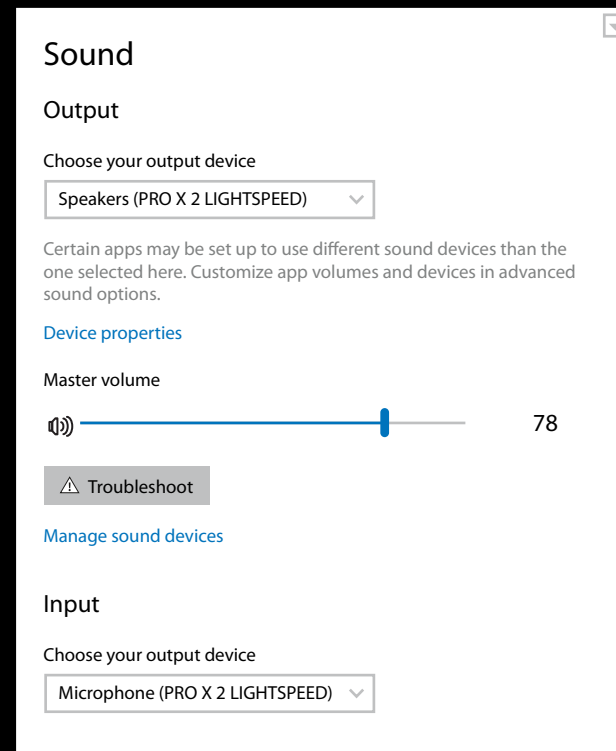 Sound
Output
Choose your output device
Speakers (PRO X 2 LIGHTSPEED)
Certain apps may be set up to use different sound devices than the
one selected here. Customize app volumes and devices in advanced
sound options.
Device properties
Master volume
78
Troubleshoot
Manage sound devices
Input
Choose your output device
Microphone (PRO X 2 LIGHTSPEED)